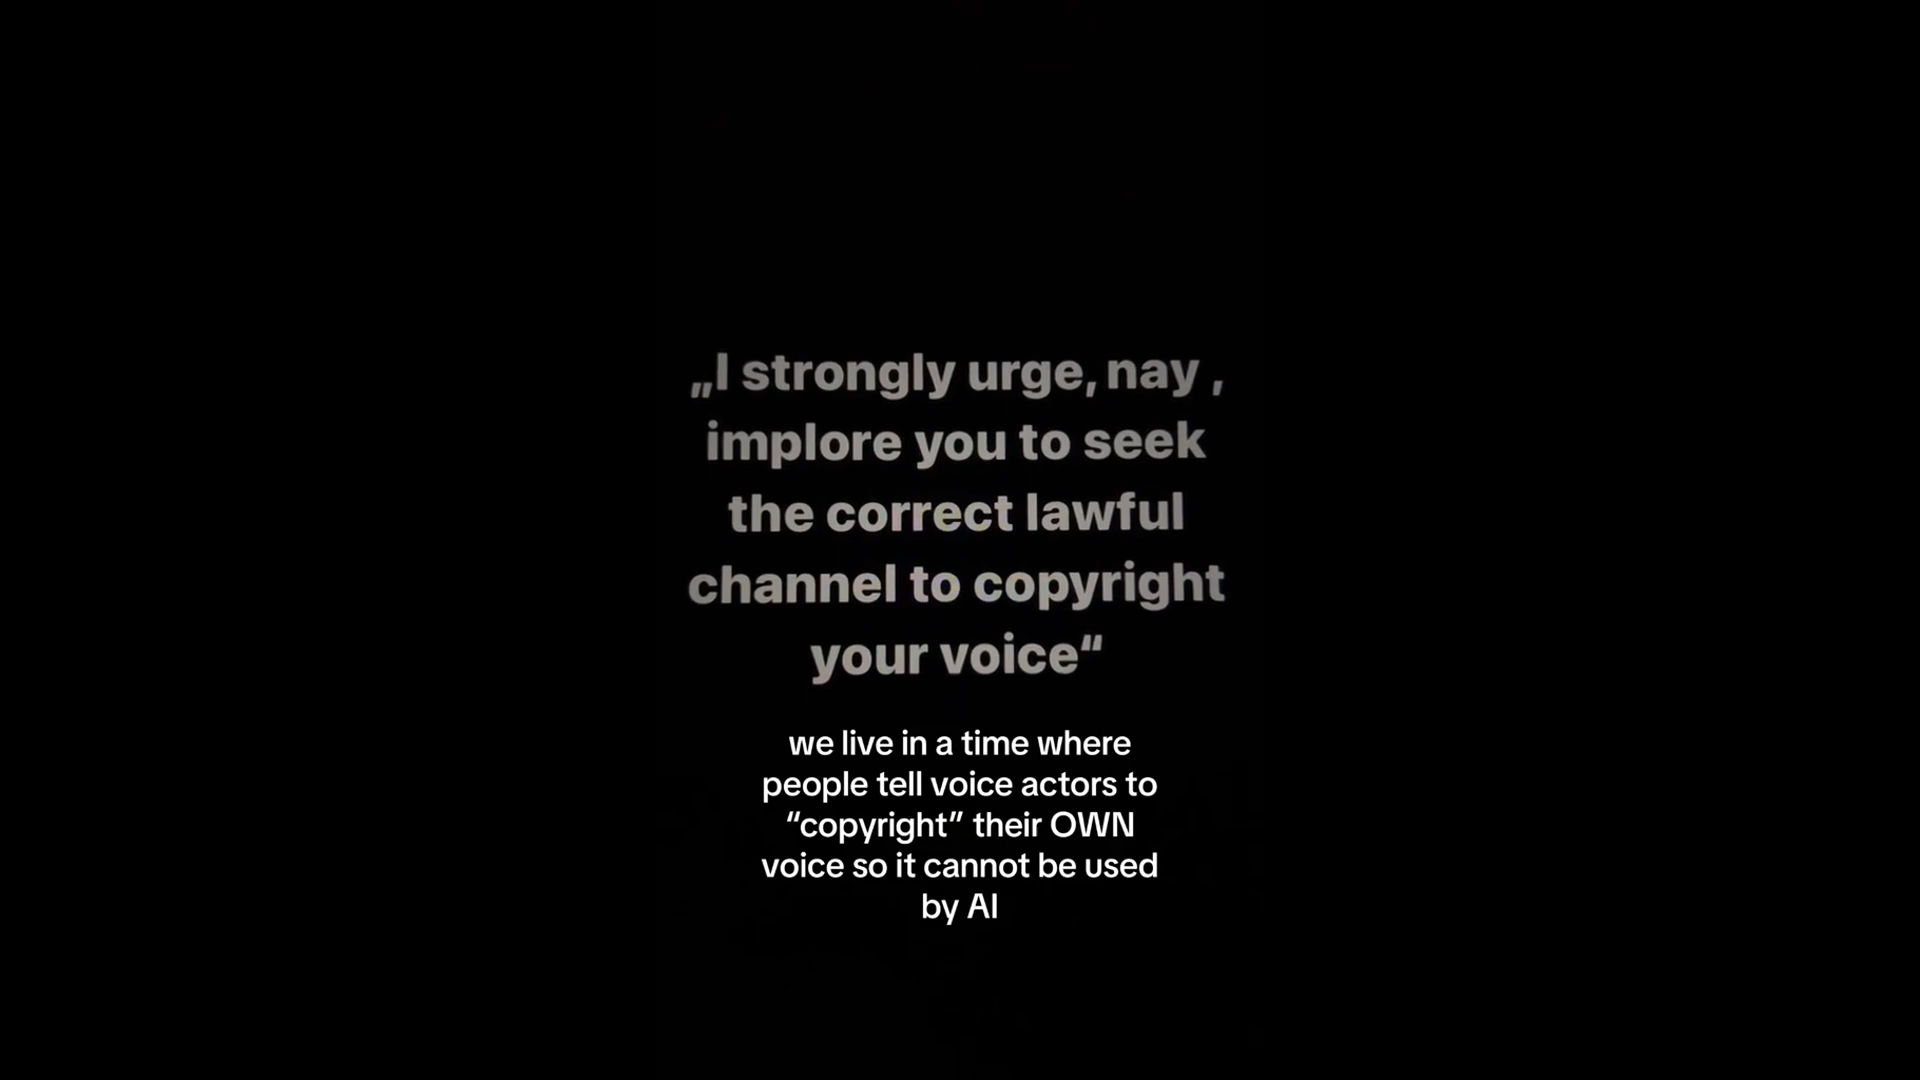 „I strongly urge, nay ,
implore you to seek
the correct lawful
channel to copyright
your voice“
we live in a time where
people tell voice actors to
“copyright” their OWN
voice so it cannot be used
by AI